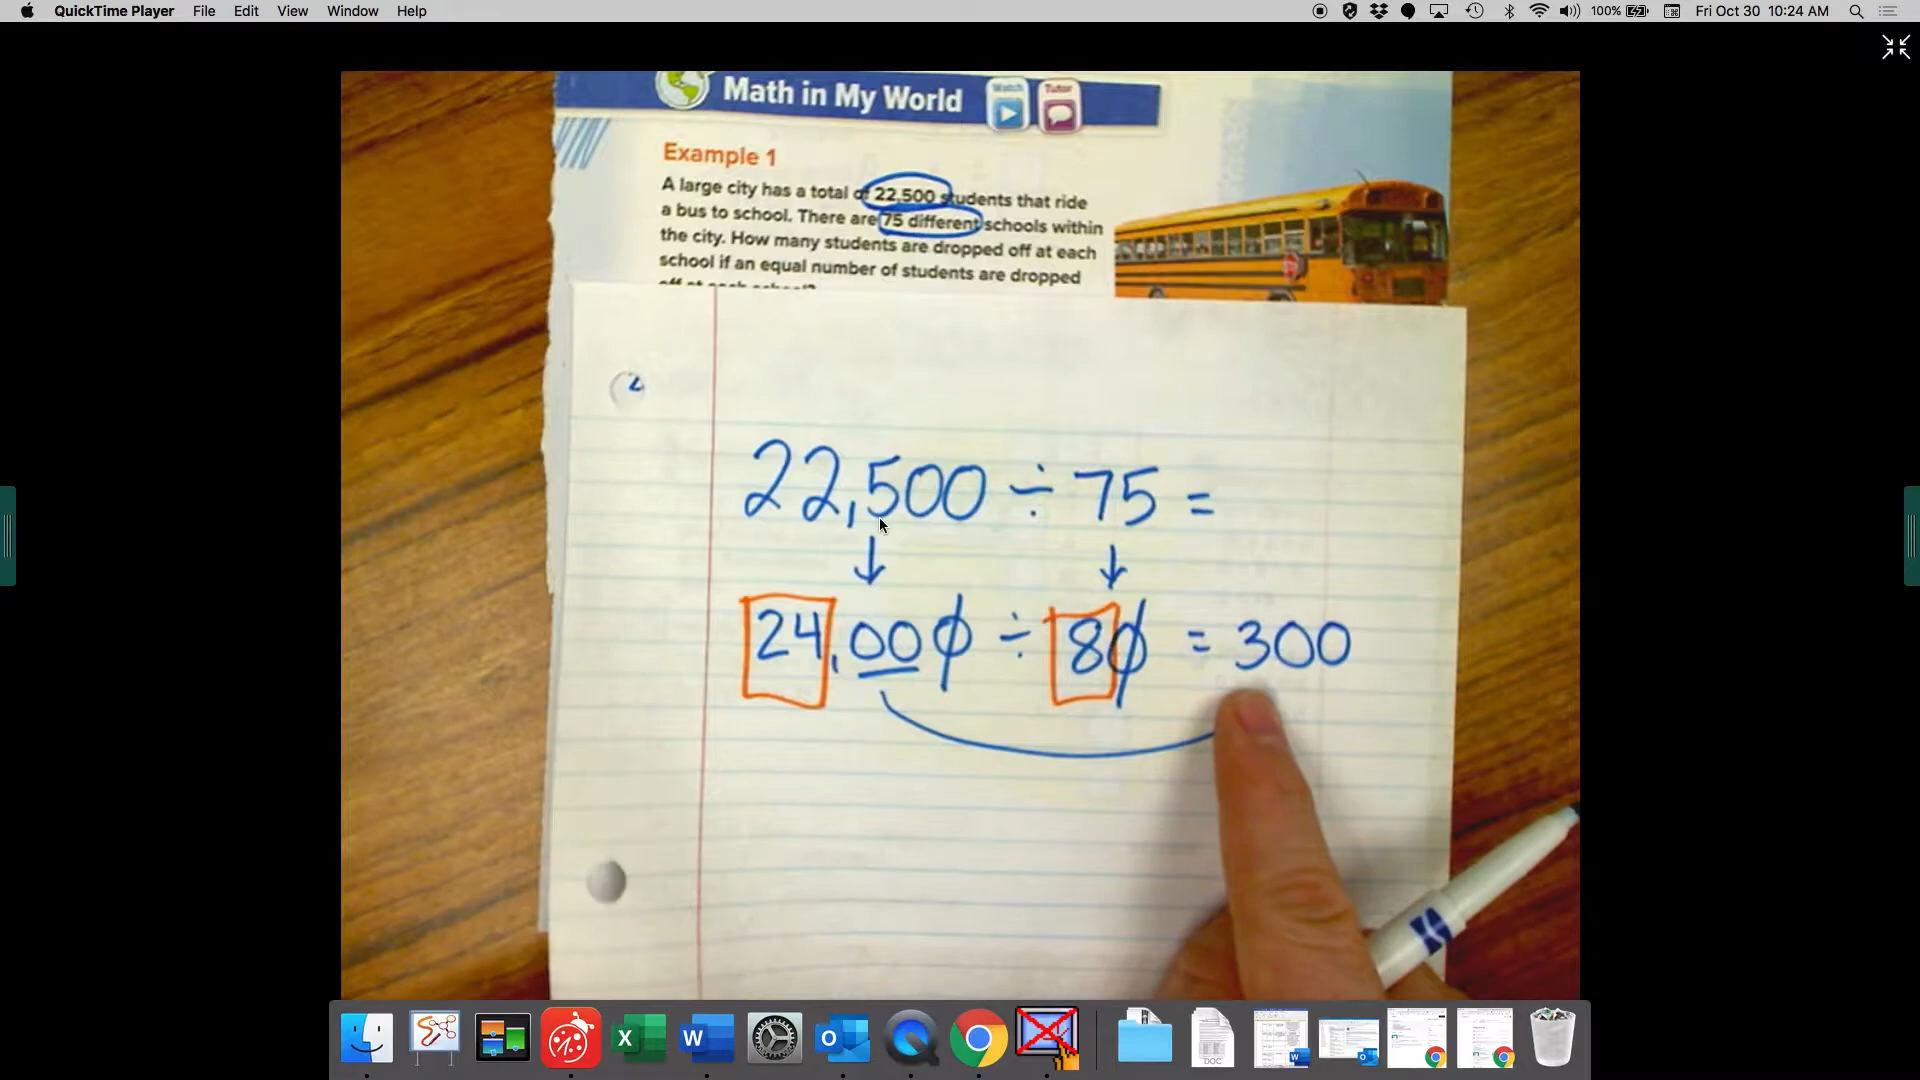 QuickTime Player File Edit View Window Help 100% Fri Oct 30 10:24 AM
Math in My World
Watch Tutor
Example 1
A large city has a total of 22,500 students that ride
a bus to school. There are 75 different schools within
the city. How many students are dropped off at each
school if an equal number of students are dropped
22,500 ÷ 75 =
24,000 ÷ 80 = 300
X W O
DOC